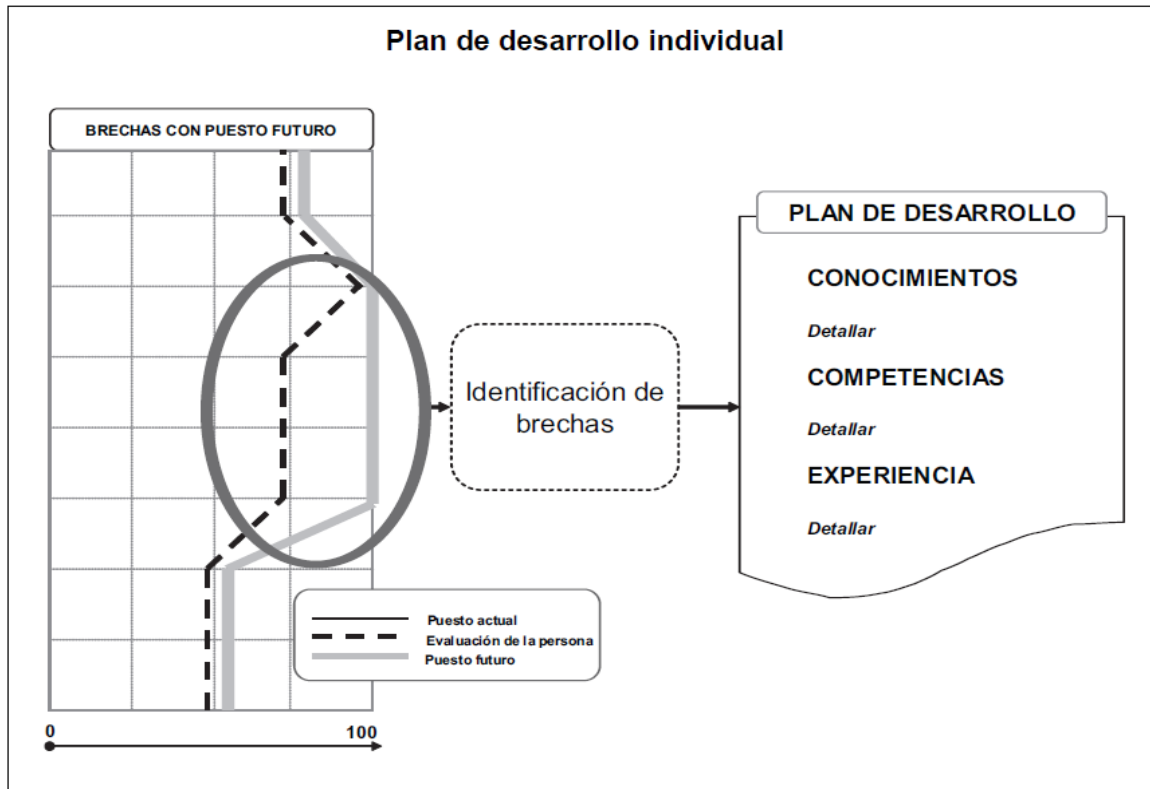 Plan de desarrollo individual
BRECHAS CON PUESTO FUTURO
PLAN DE DESARROLLO
CONOCIMIENTOS
Detallar
COMPETENCIAS
Detallar
EXPERIENCIA
Detallar
Identificación de
brechas
Puesto actual
Evaluación de la persona
Puesto futuro
0
100